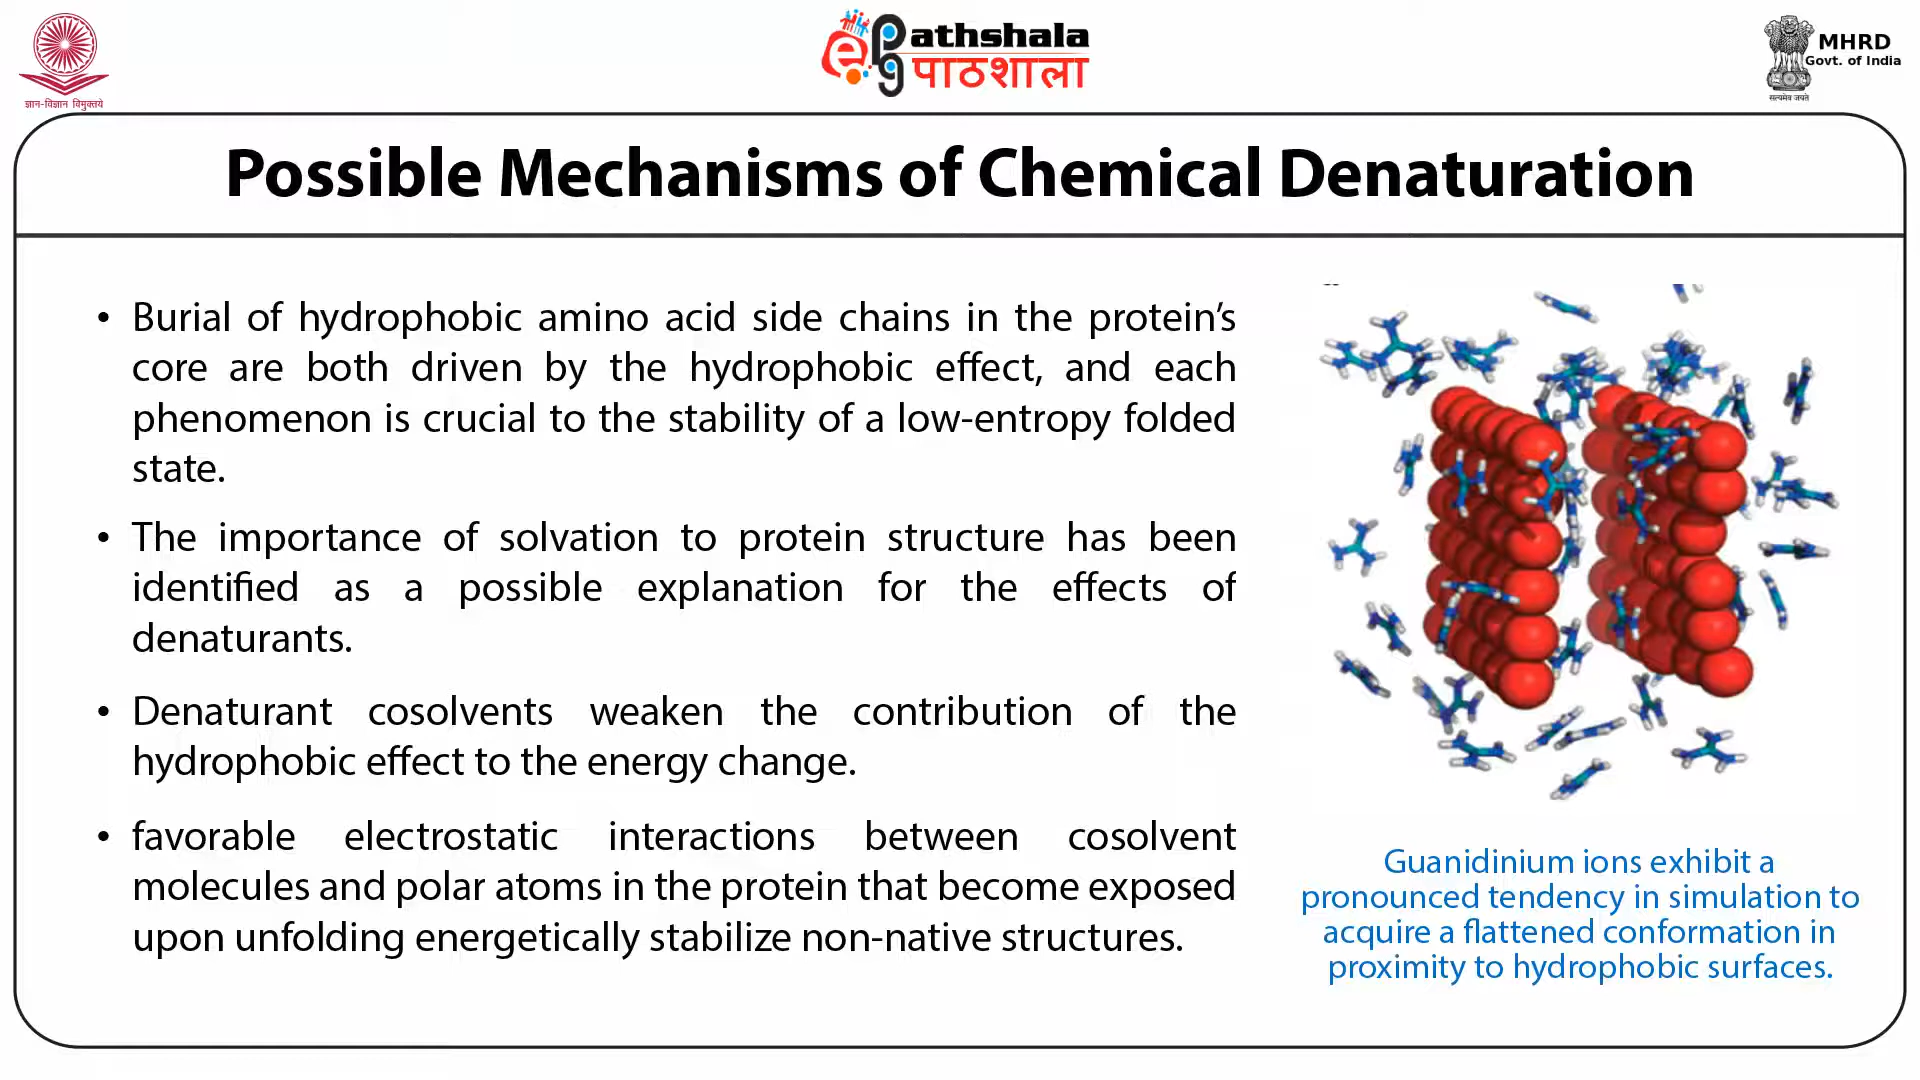 ज्ञान-विज्ञान विमुक्तये
ePathshala
पाठशाला
MHRD
Govt. of India
सत्यमेव जयते
Possible Mechanisms of Chemical Denaturation
• Burial of hydrophobic amino acid side chains in the protein’s
core are both driven by the hydrophobic effect, and each
phenomenon is crucial to the stability of a low-entropy folded
state.
• The importance of solvation to protein structure has been
identified as a possible explanation for the effects of
denaturants.
• Denaturant cosolvents weaken the contribution of the
hydrophobic effect to the energy change.
• favorable electrostatic interactions between cosolvent
molecules and polar atoms in the protein that become exposed
upon unfolding energetically stabilize non-native structures.
Guanidinium ions exhibit a
pronounced tendency in simulation to
acquire a flattened conformation in
proximity to hydrophobic surfaces.